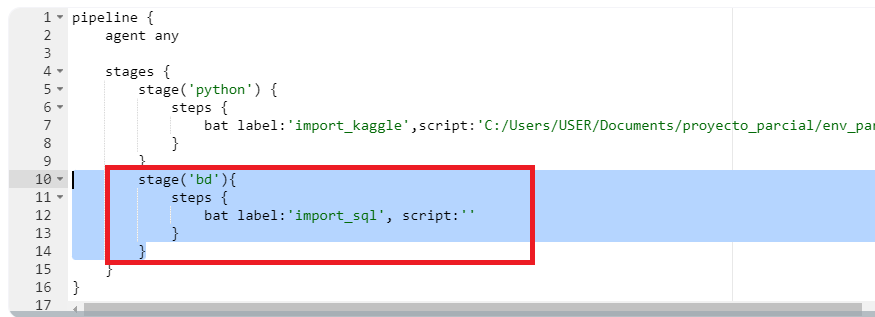 1 pipeline {
2     agent any
3
4     stages {
5         stage('python') {
6             steps {
7                 bat label:'import_kaggle',script:'C:/Users/USER/Documents/proyecto_parcial/env_par
8             }
9         }
10         stage('bd'){
11             steps {
12                 bat label:'import_sql', script:''
13             }
14         }
15     }
16 }
17